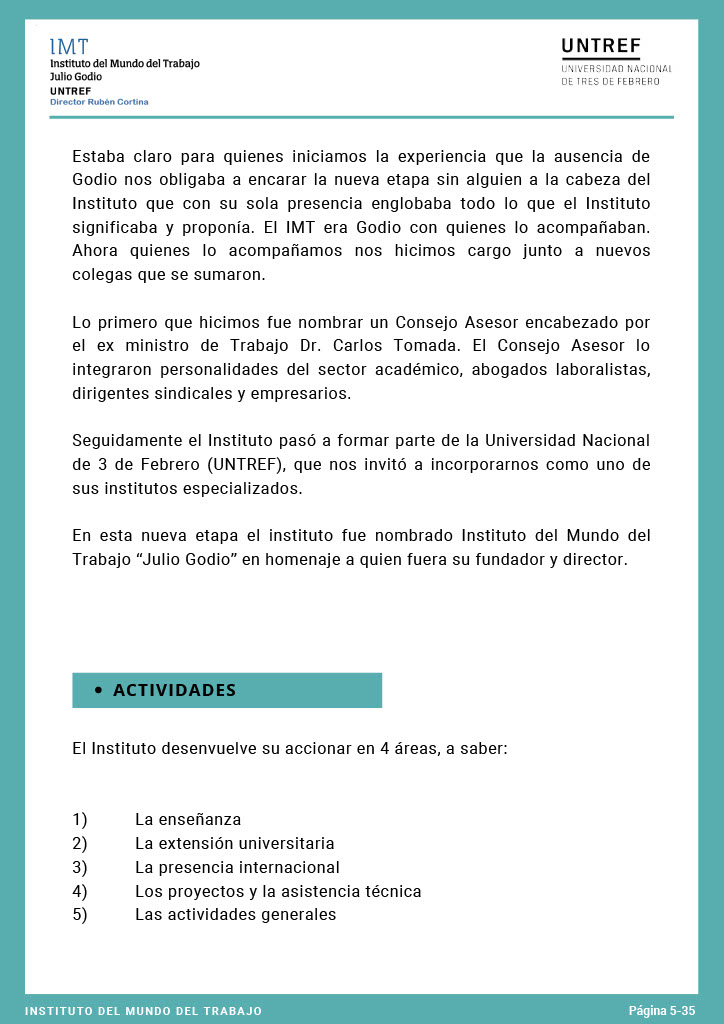 IMT
Instituto del Mundo del Trabajo
Julio Godio
UNTREF
Director Rubén Cortina
UNTREF
UNIVERSIDAD NACIONAL
DE TRES DE FEBRERO
Estaba claro para quienes iniciamos la experiencia que la ausencia de
Godio nos obligaba a encarar la nueva etapa sin alguien a la cabeza del
Instituto que con su sola presencia englobaba todo lo que el Instituto
significaba y proponía. El IMT era Godio con quienes lo acompañaban.
Ahora quienes lo acompañamos nos hicimos cargo junto a nuevos
colegas que se sumaron.
Lo primero que hicimos fue nombrar un Consejo Asesor encabezado por
el ex ministro de Trabajo Dr. Carlos Tomada. El Consejo Asesor lo
integraron personalidades del sector académico, abogados laboralistas,
dirigentes sindicales y empresarios.
Seguidamente el Instituto pasó a formar parte de la Universidad Nacional
de 3 de Febrero (UNTREF), que nos invitó a incorporarnos como uno de
sus institutos especializados.
En esta nueva etapa el instituto fue nombrado Instituto del Mundo del
Trabajo “Julio Godio” en homenaje a quien fuera su fundador y director.
• ACTIVIDADES
El Instituto desenvuelve su accionar en 4 áreas, a saber:
1) La enseñanza
2) La extensión universitaria
3) La presencia internacional
4) Los proyectos y la asistencia técnica
5) Las actividades generales
INSTITUTO DEL MUNDO DEL TRABAJO
Página 5-35